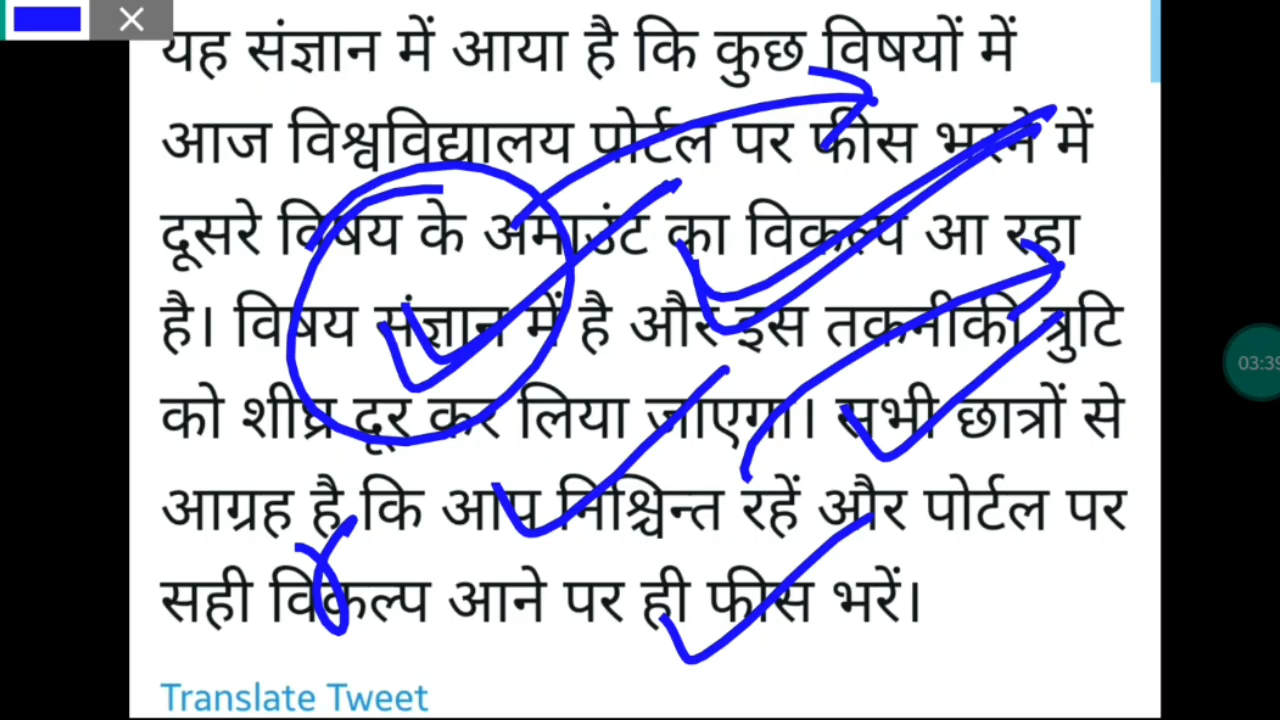 यह संज्ञान में आया है कि कुछ विषयों में
आज विश्वविद्यालय पोर्टल पर फीस भरने में
दूसरे विषय के अमाउंट का विकल्प आ रहा
है। विषय संज्ञान में है और इस तकनीकी त्रुटि
को शीघ्र दूर कर लिया जाएगा। सभी छात्रों से
आग्रह है कि आप निश्चिन्त रहें और पोर्टल पर
सही विकल्प आने पर ही फीस भरें।
Translate Tweet
03:39